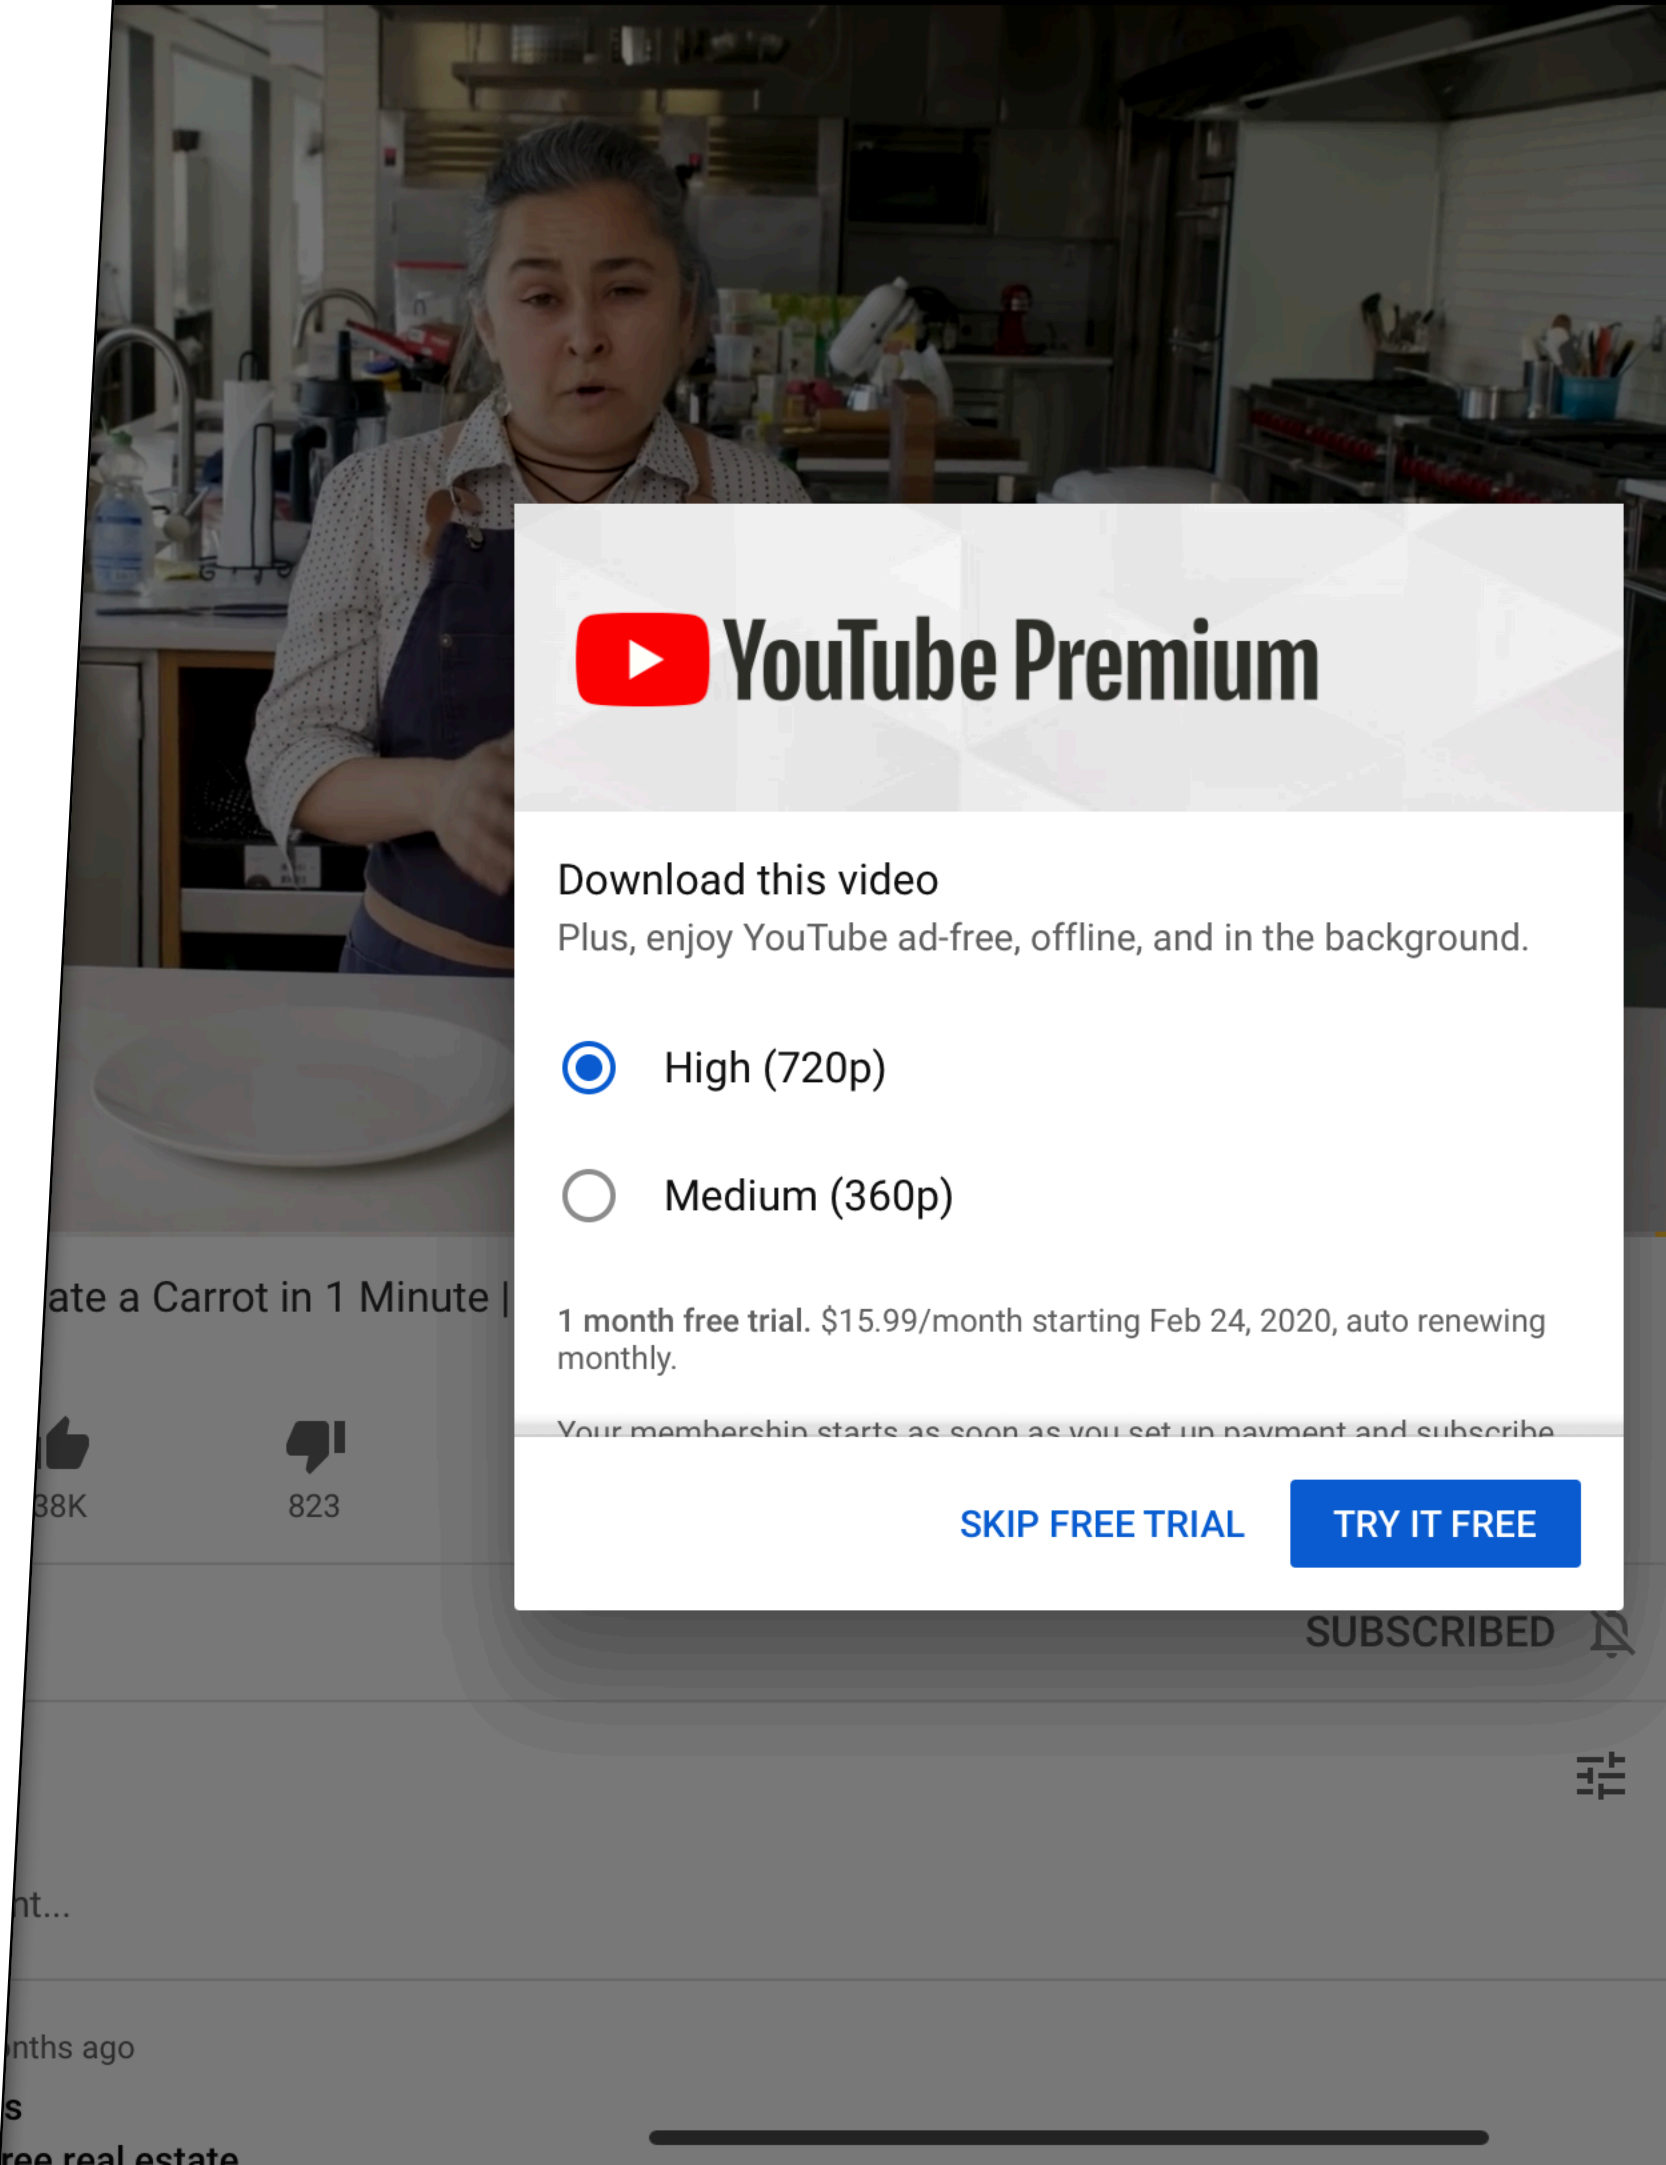 YouTube Premium
Download this video
Plus, enjoy YouTube ad-free, offline, and in the background.
High (720p)
Medium (360p)
ate a Carrot in 1 Minute |
1 month free trial. $15.99/month starting Feb 24, 2020, auto renewing
monthly.
Your membership starts as soon as you set up payment and subscribe
38K
823
SKIP FREE TRIAL
TRY IT FREE
SUBSCRIBED
nt...
nths ago
s
ree real estate